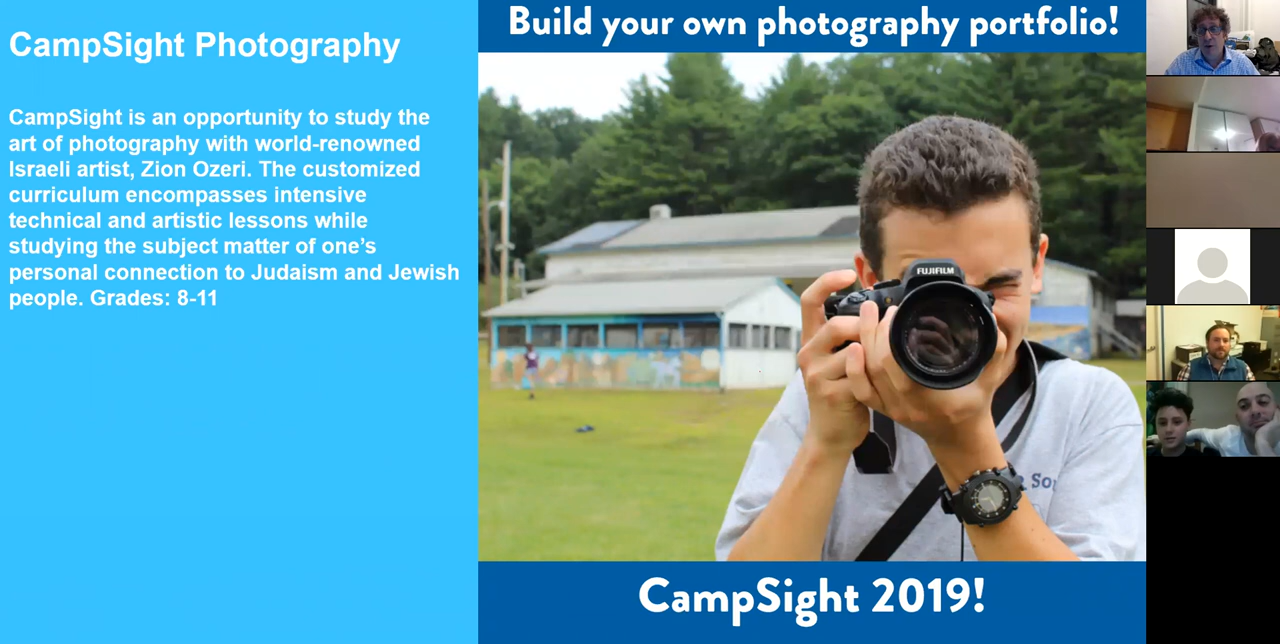 CampSight Photography
CampSight is an opportunity to study the
art of photography with world-renowned
Israeli artist, Zion Ozeri. The customized
curriculum encompasses intensive
technical and artistic lessons while
studying the subject matter of one’s
personal connection to Judaism and Jewish
people. Grades: 8-11
Build your own photography portfolio!
FUJIFILM
CampSight 2019!